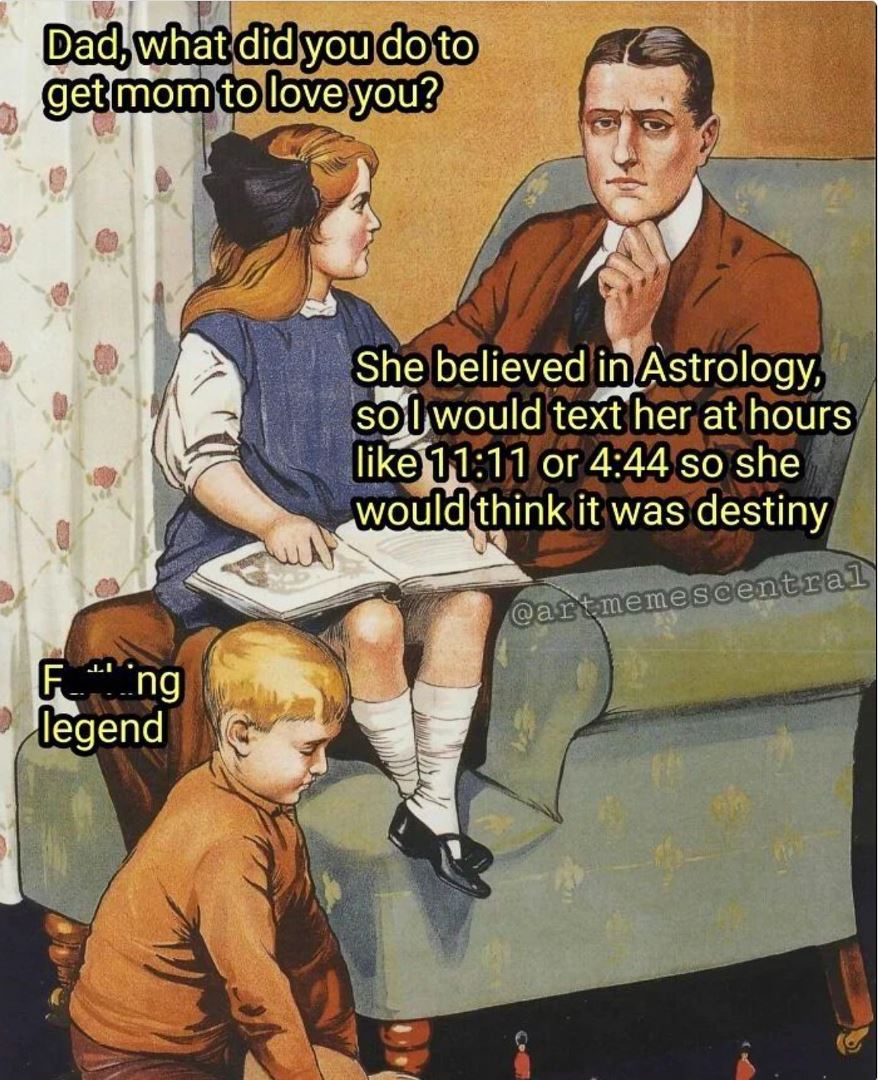 Dad, what did you do to
get mom to love you?
She believed in Astrology,
so I would text her at hours
like 11:11 or 4:44 so she
would think it was destiny
@artmemescentral
legend